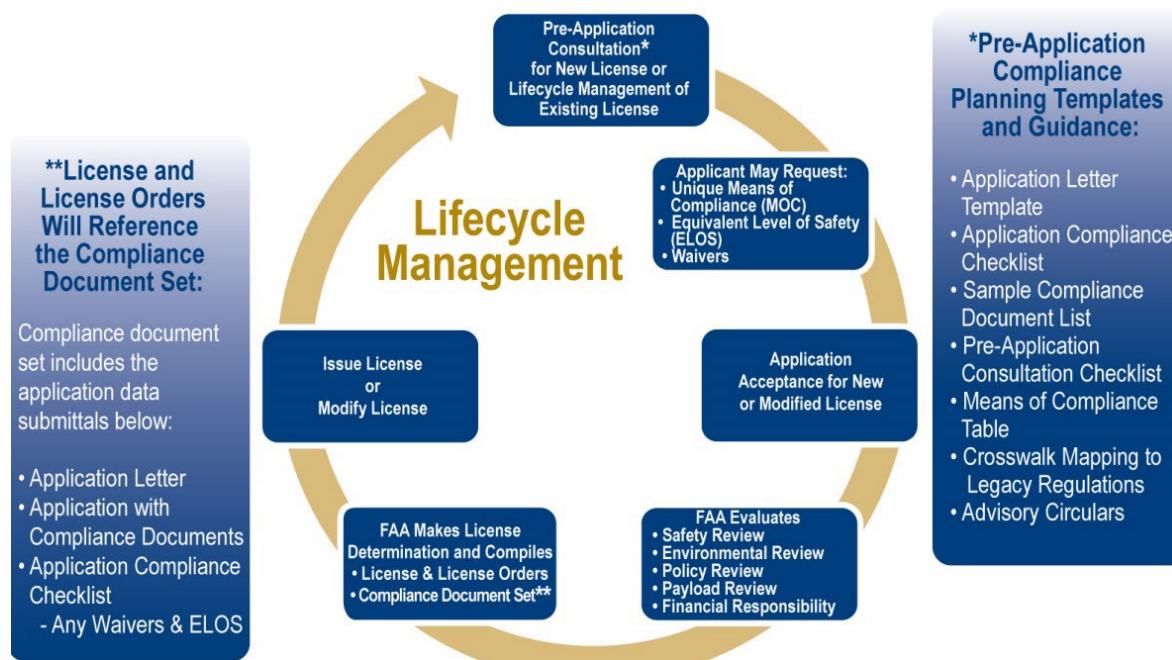 Pre-Application
Consultation*
for New License or
Lifecycle Management of
Existing License
Applicant May Request:
• Unique Means of
Compliance (MOC)
• Equivalent Level of Safety
(ELOS)
• Waivers
Application
Acceptance for New
or Modified License
FAA Evaluates
• Safety Review
• Environmental Review
• Policy Review
• Payload Review
• Financial Responsibility
FAA Makes License
Determination and Compiles
• License & License Orders
• Compliance Document Set**
Issue License
or
Modify License
Lifecycle
Management
**License and
License Orders
Will Reference
the Compliance
Document Set:
Compliance document
set includes the
application data
submittals below:
• Application Letter
• Application with
Compliance Documents
• Application Compliance
Checklist
- Any Waivers & ELOS
*Pre-Application
Compliance
Planning Templates
and Guidance:
• Application Letter
Template
• Application Compliance
Checklist
• Sample Compliance
Document List
• Pre-Application
Consultation Checklist
• Means of Compliance
Table
• Crosswalk Mapping to
Legacy Regulations
• Advisory Circulars